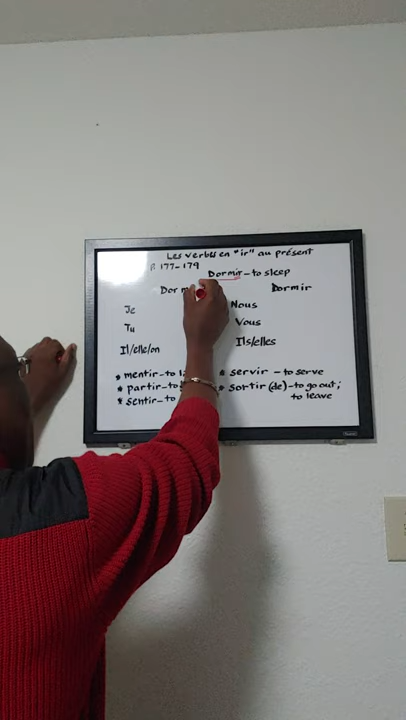 Les verbes en "ir" au présent
P. 177-179
Dormir - to sleep
Dormir
Je Nous
Tu Vous
Il/elle/on Ils/elles
* mentir - to * servir - to serve
* partir - to * sortir (de) - to go out;
* sentir - to to leave